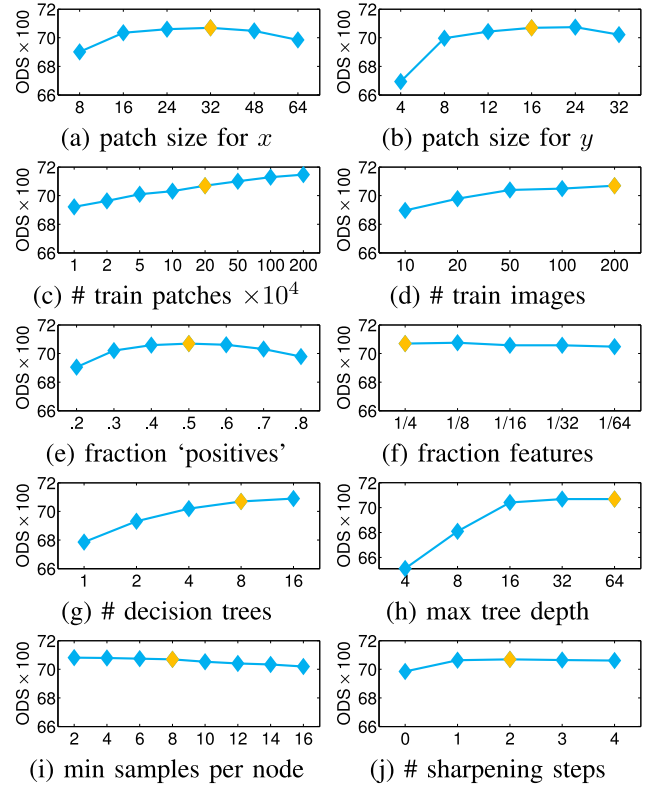 ODS × 100
72
70
68
66
8 16 24 32 48 64
(a) patch size for x
ODS × 100
72
70
68
66
4 8 12 16 24 32
(b) patch size for y
ODS × 100
72
70
68
66
1 2 5 10 20 50 100 200
(c) # train patches ×10⁴
ODS × 100
72
70
68
66
10 20 50 100 200
(d) # train images
ODS × 100
72
70
68
66
.2 .3 .4 .5 .6 .7 .8
(e) fraction ‘positives’
ODS × 100
72
70
68
66
1/4 1/8 1/16 1/32 1/64
(f) fraction features
ODS × 100
72
70
68
66
1 2 4 8 16
(g) # decision trees
ODS × 100
72
70
68
66
4 8 16 32 64
(h) max tree depth
ODS × 100
72
70
68
66
2 4 6 8 10 12 14 16
(i) min samples per node
ODS × 100
72
70
68
66
0 1 2 3 4
(j) # sharpening steps